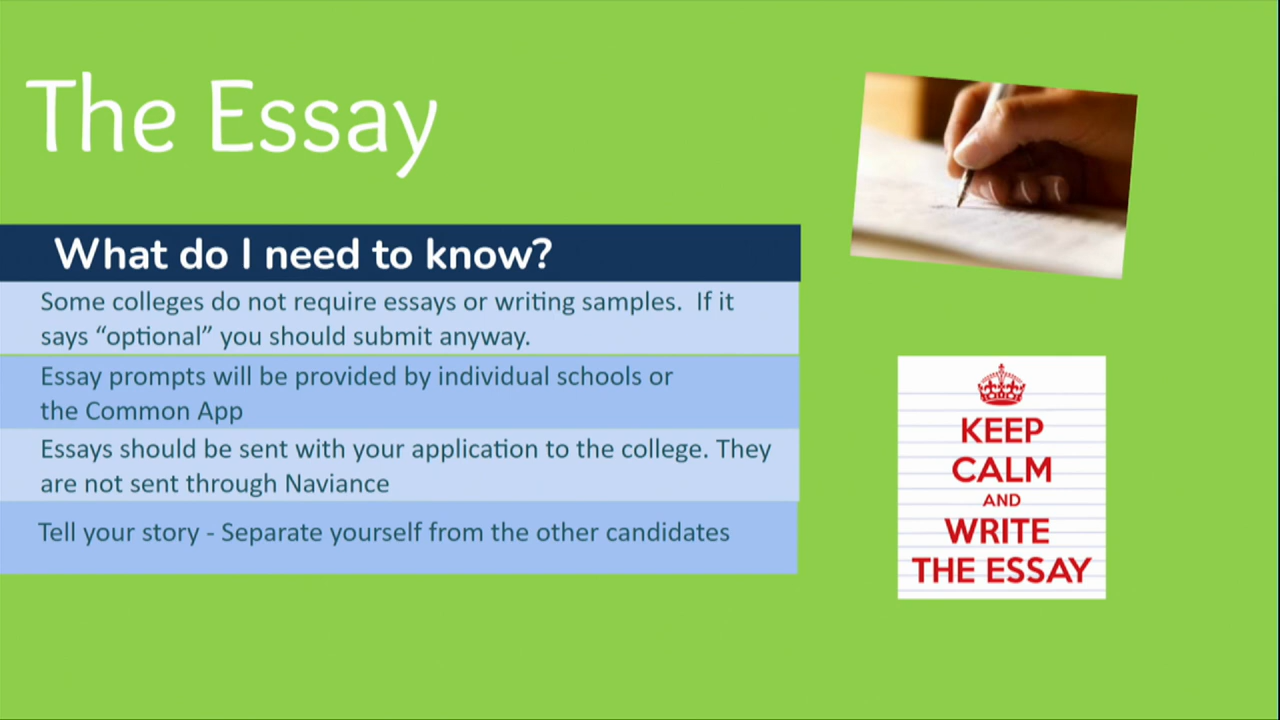 The Essay
What do I need to know?
Some colleges do not require essays or writing samples.  If it
says “optional” you should submit anyway.
Essay prompts will be provided by individual schools or
the Common App
Essays should be sent with your application to the college. They
are not sent through Naviance
Tell your story - Separate yourself from the other candidates
KEEP
CALM
AND
WRITE
THE ESSAY